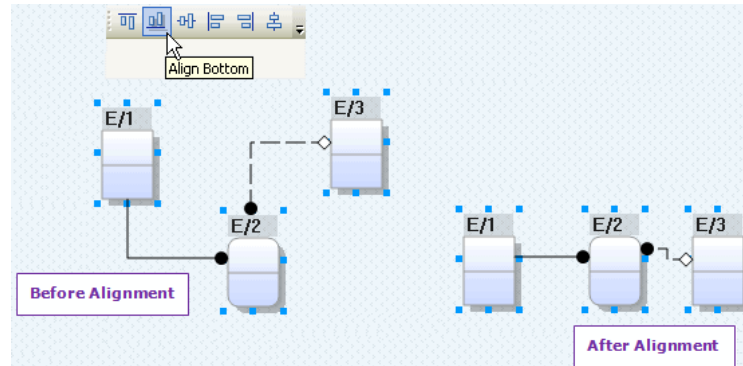 Align Bottom
E/1
E/3
E/2
Before Alignment
E/1
E/2
E/3
After Alignment